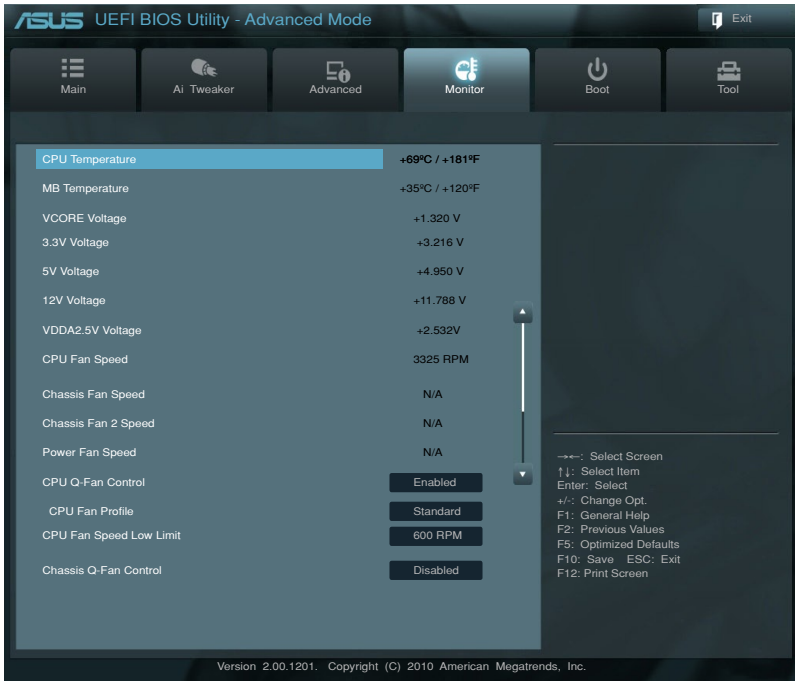 ASUS UEFI BIOS Utility - Advanced Mode
Exit
Main
Ai Tweaker
Advanced
Monitor
Boot
Tool
CPU Temperature +69ºC / +181ºF
MB Temperature +35ºC / +120ºF
VCORE Voltage +1.320 V
3.3V Voltage +3.216 V
5V Voltage +4.950 V
12V Voltage +11.788 V
VDDA2.5V Voltage +2.532V
CPU Fan Speed 3325 RPM
Chassis Fan Speed N/A
Chassis Fan 2 Speed N/A
Power Fan Speed N/A
CPU Q-Fan Control Enabled
CPU Fan Profile Standard
CPU Fan Speed Low Limit 600 RPM
Chassis Q-Fan Control Disabled
→←: Select Screen
↑↓: Select Item
Enter: Select
+/-: Change Opt.
F1: General Help
F2: Previous Values
F5: Optimized Defaults
F10: Save ESC: Exit
F12: Print Screen
Version 2.00.1201. Copyright (C) 2010 American Megatrends, Inc.